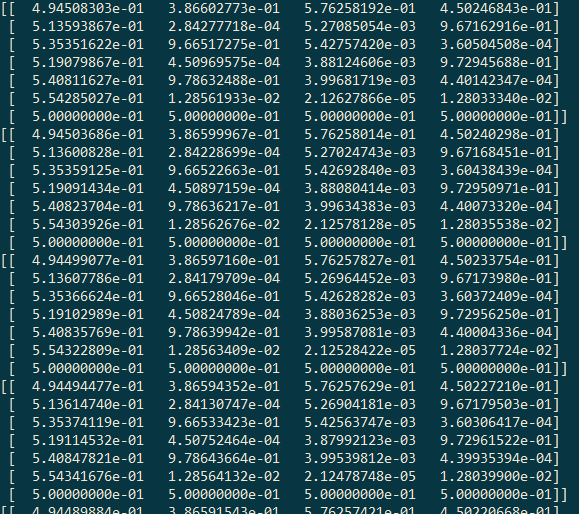 [[ 4.94508303e-01 3.86602773e-01 5.76258192e-01 4.50246843e-01]
[ 5.13593867e-01 2.84277718e-04 5.27085054e-03 9.67162916e-01]
[ 5.35351622e-01 9.66517275e-01 5.42757420e-03 3.60504508e-04]
[ 5.19079867e-01 4.50969575e-04 3.88124606e-03 9.72945688e-01]
[ 5.40811627e-01 9.78632488e-01 3.99681719e-03 4.40142347e-04]
[ 5.54285027e-01 1.28561933e-02 2.12627866e-05 1.28033340e-02]
[ 5.00000000e-01 5.00000000e-01 5.00000000e-01 5.00000000e-01]]
[[ 4.94503686e-01 3.86599967e-01 5.76258014e-01 4.50240298e-01]
[ 5.13600828e-01 2.84228699e-04 5.27024743e-03 9.67168451e-01]
[ 5.35359125e-01 9.66522663e-01 5.42692840e-03 3.60438439e-04]
[ 5.19091434e-01 4.50897159e-04 3.88080414e-03 9.72950971e-01]
[ 5.40823704e-01 9.78636217e-01 3.99634383e-03 4.40073320e-04]
[ 5.54303926e-01 1.28562676e-02 2.12578128e-05 1.28035538e-02]
[ 5.00000000e-01 5.00000000e-01 5.00000000e-01 5.00000000e-01]]
[[ 4.94499077e-01 3.86597160e-01 5.76257827e-01 4.50233754e-01]
[ 5.13607786e-01 2.84179709e-04 5.26964452e-03 9.67173980e-01]
[ 5.35366624e-01 9.66528046e-01 5.42628282e-03 3.60372409e-04]
[ 5.19102989e-01 4.50824789e-04 3.88036253e-03 9.72956250e-01]
[ 5.40835769e-01 9.78639942e-01 3.99587081e-03 4.40004336e-04]
[ 5.54322809e-01 1.28563409e-02 2.12528422e-05 1.28037724e-02]
[ 5.00000000e-01 5.00000000e-01 5.00000000e-01 5.00000000e-01]]
[[ 4.94494477e-01 3.86594352e-01 5.76257629e-01 4.50227210e-01]
[ 5.13614740e-01 2.84130747e-04 5.26904181e-03 9.67179503e-01]
[ 5.35374119e-01 9.66533423e-01 5.42563747e-03 3.60306417e-04]
[ 5.19114532e-01 4.50752464e-04 3.87992123e-03 9.72961522e-01]
[ 5.40847821e-01 9.78643664e-01 3.99539812e-03 4.39935394e-04]
[ 5.54341676e-01 1.28564132e-02 2.12478748e-05 1.28039900e-02]
[ 5.00000000e-01 5.00000000e-01 5.00000000e-01 5.00000000e-01]]
[[ 4.94489884e-01 3.86591543e-01 5.76257421e-01 4.50220668e-01]